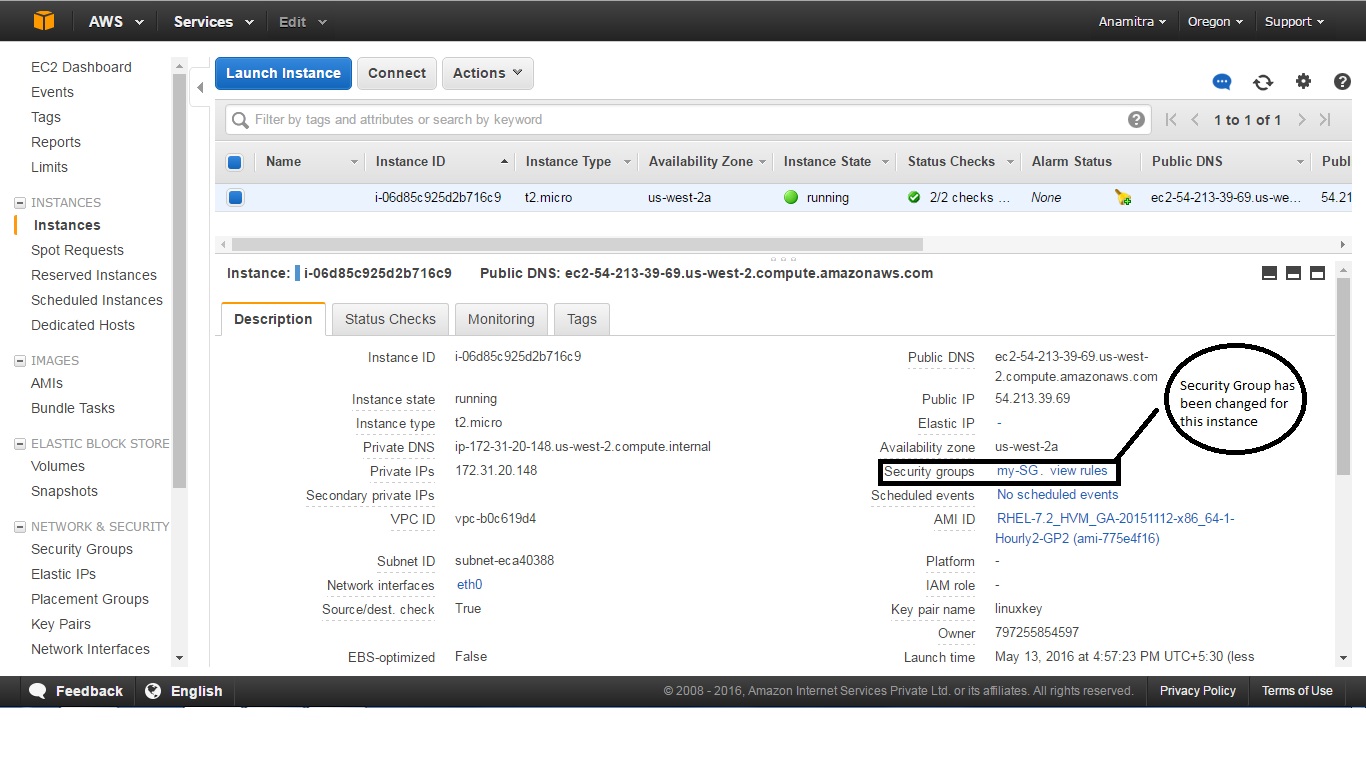 AWS Services Edit Anamitra Oregon Support
EC2 Dashboard
Events
Tags
Reports
Limits
INSTANCES
Instances
Spot Requests
Reserved Instances
Scheduled Instances
Dedicated Hosts
IMAGES
AMIs
Bundle Tasks
ELASTIC BLOCK STORE
Volumes
Snapshots
NETWORK & SECURITY
Security Groups
Elastic IPs
Placement Groups
Key Pairs
Network Interfaces
Launch Instance Connect Actions
Filter by tags and attributes or search by keyword 1 to 1 of 1
Name Instance ID Instance Type Availability Zone Instance State Status Checks Alarm Status Public DNS Publ
i-06d85c925d2b716c9 t2.micro us-west-2a running 2/2 checks ... None ec2-54-213-39-69.us-we... 54.21
Instance: i-06d85c925d2b716c9 Public DNS: ec2-54-213-39-69.us-west-2.compute.amazonaws.com
Description Status Checks Monitoring Tags
Instance ID i-06d85c925d2b716c9
Instance state running
Instance type t2.micro
Private DNS ip-172-31-20-148.us-west-2.compute.internal
Private IPs 172.31.20.148
Secondary private IPs
VPC ID vpc-b0c619d4
Subnet ID subnet-eca40388
Network interfaces eth0
Source/dest. check True
EBS-optimized False
Public DNS ec2-54-213-39-69.us-west-
2.compute.amazonaws.com
Public IP 54.213.39.69
Elastic IP -
Availability zone us-west-2a
Security groups my-SG. view rules
Scheduled events No scheduled events
AMI ID RHEL-7.2_HVM_GA-20151112-x86_64-1-
Hourly2-GP2 (ami-775e4f16)
Platform -
IAM role -
Key pair name linuxkey
Owner 797255854597
Launch time May 13, 2016 at 4:57:23 PM UTC+5:30 (less
Security Group has
been changed for
this instance
Feedback English © 2008 - 2016, Amazon Internet Services Private Ltd. or its affiliates. All rights reserved. Privacy Policy Terms of Use